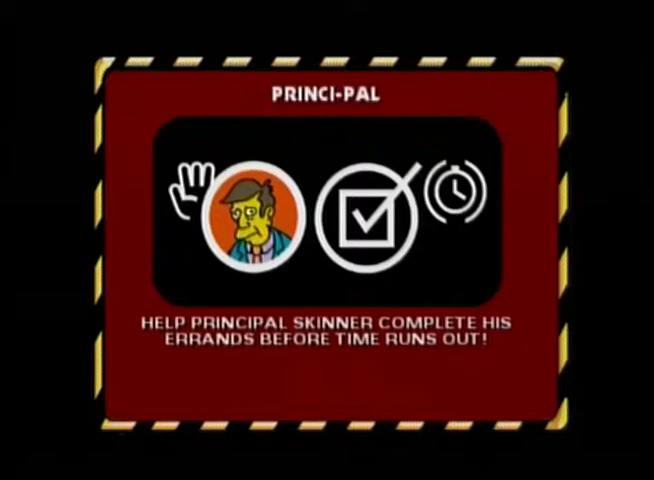 PRINCI-PAL
HELP PRINCIPAL SKINNER COMPLETE HIS
ERRANDS BEFORE TIME RUNS OUT!